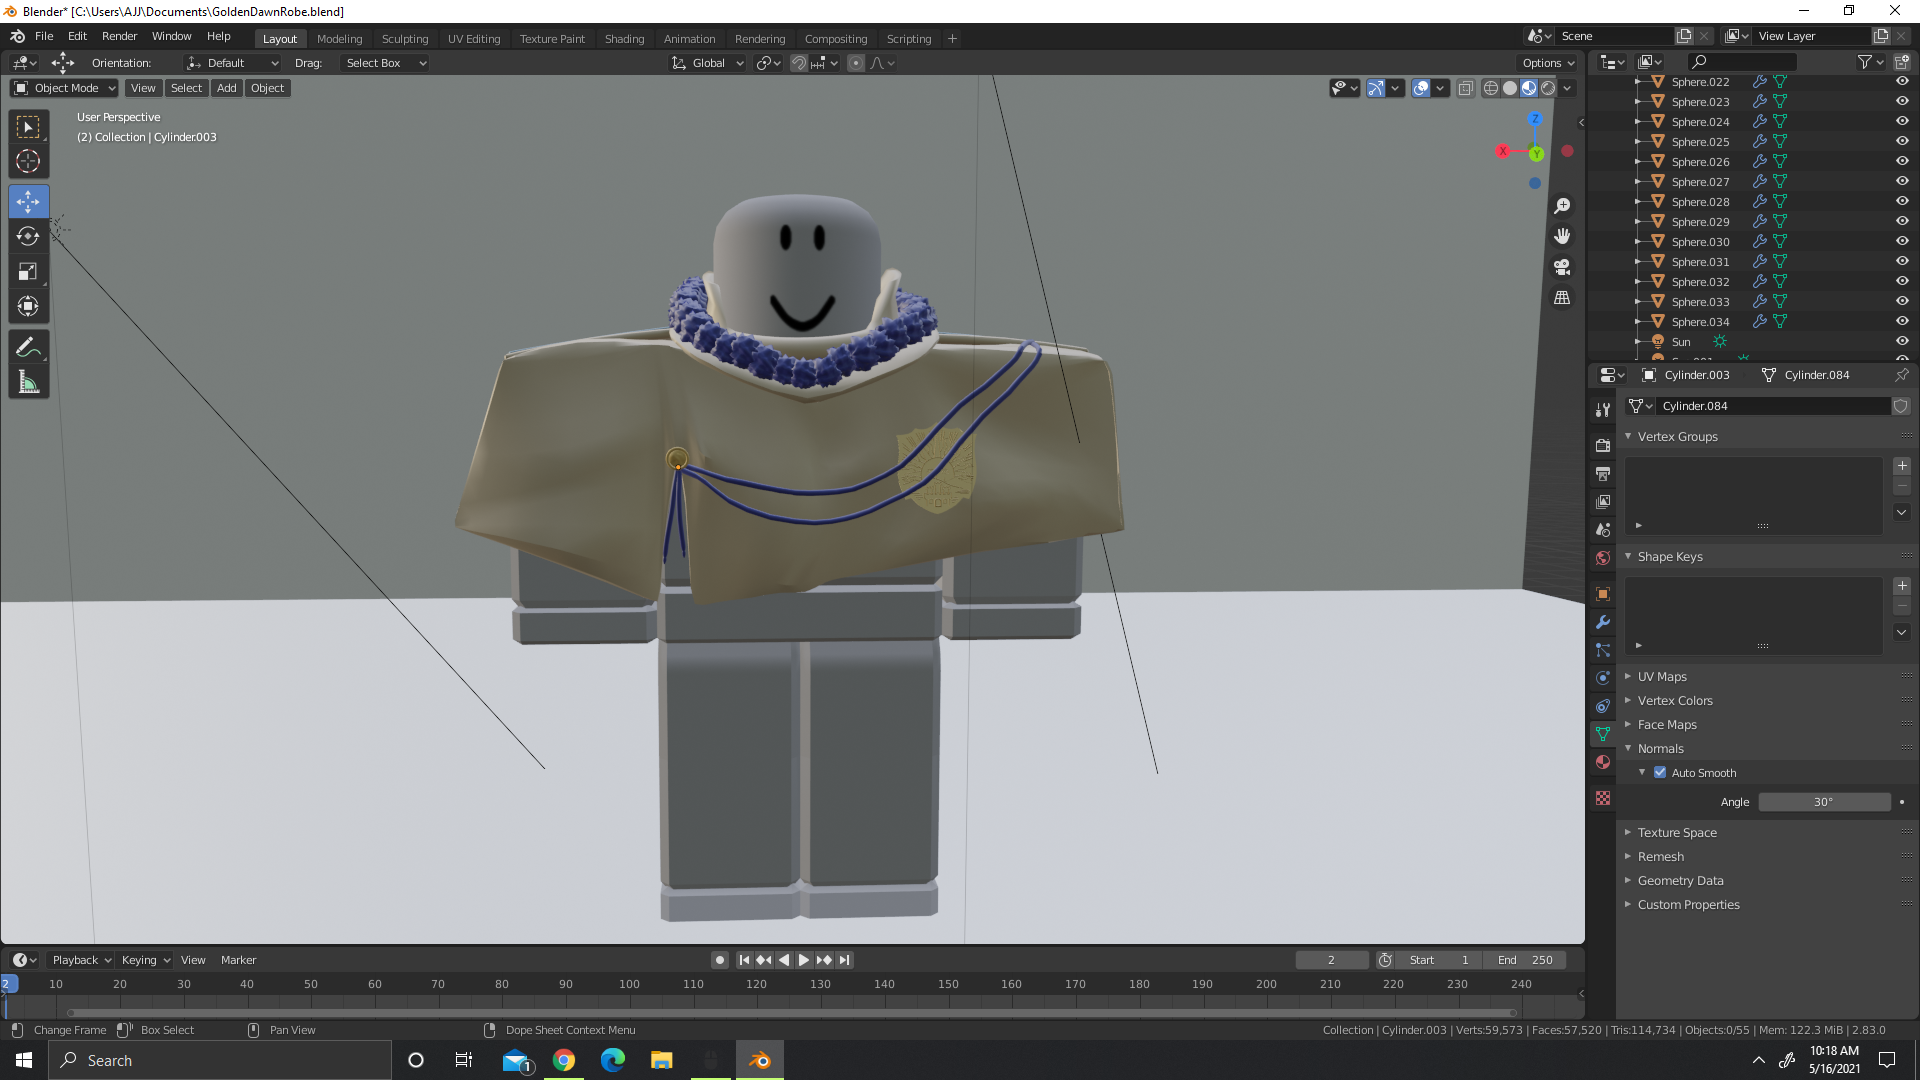 Blender* [C:\Users\AJJ\Documents\GoldenDawnRobe.blend]
File Edit Render Window Help Layout Modeling Sculpting UV Editing Texture Paint Shading Animation Rendering Compositing Scripting + Scene View Layer
Orientation: Default Drag: Select Box Global Options
Object Mode View Select Add Object
User Perspective
(2) Collection | Cylinder.003
Z
X
Y
Sphere.022
Sphere.023
Sphere.024
Sphere.025
Sphere.026
Sphere.027
Sphere.028
Sphere.029
Sphere.030
Sphere.031
Sphere.032
Sphere.033
Sphere.034
Sun
Cylinder.003 Cylinder.084
Cylinder.084
Vertex Groups
Shape Keys
UV Maps
Vertex Colors
Face Maps
Normals
Auto Smooth
Angle 30°
Texture Space
Remesh
Geometry Data
Custom Properties
Playback Keying View Marker 2 Start 1 End 250
2 10 20 30 40 50 60 70 80 90 100 110 120 130 140 150 160 170 180 190 200 210 220 230 240
Change Frame Box Select Pan View Dope Sheet Context Menu Collection | Cylinder.003 | Verts:59,573 | Faces:57,520 | Tris:114,734 | Objects:0/55 | Mem: 122.3 MiB | 2.83.0
Search
1
10:18 AM
5/16/2021